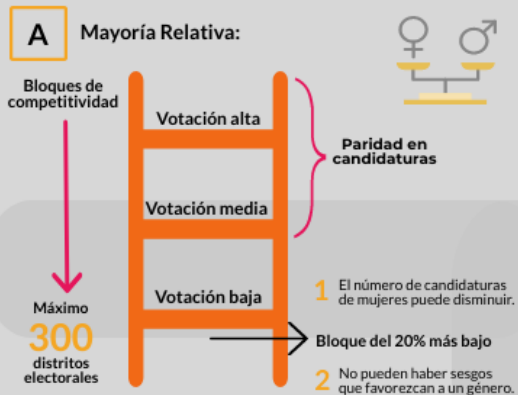 A
Mayoría Relativa:
Bloques de
competitividad
Votación alta
Paridad en
candidaturas
Votación media
Votación baja
1 El número de candidaturas
de mujeres puede disminuir.
Máximo
300
distritos
electorales
Bloque del 20% más bajo
2 No pueden haber sesgos
que favorezcan a un género.